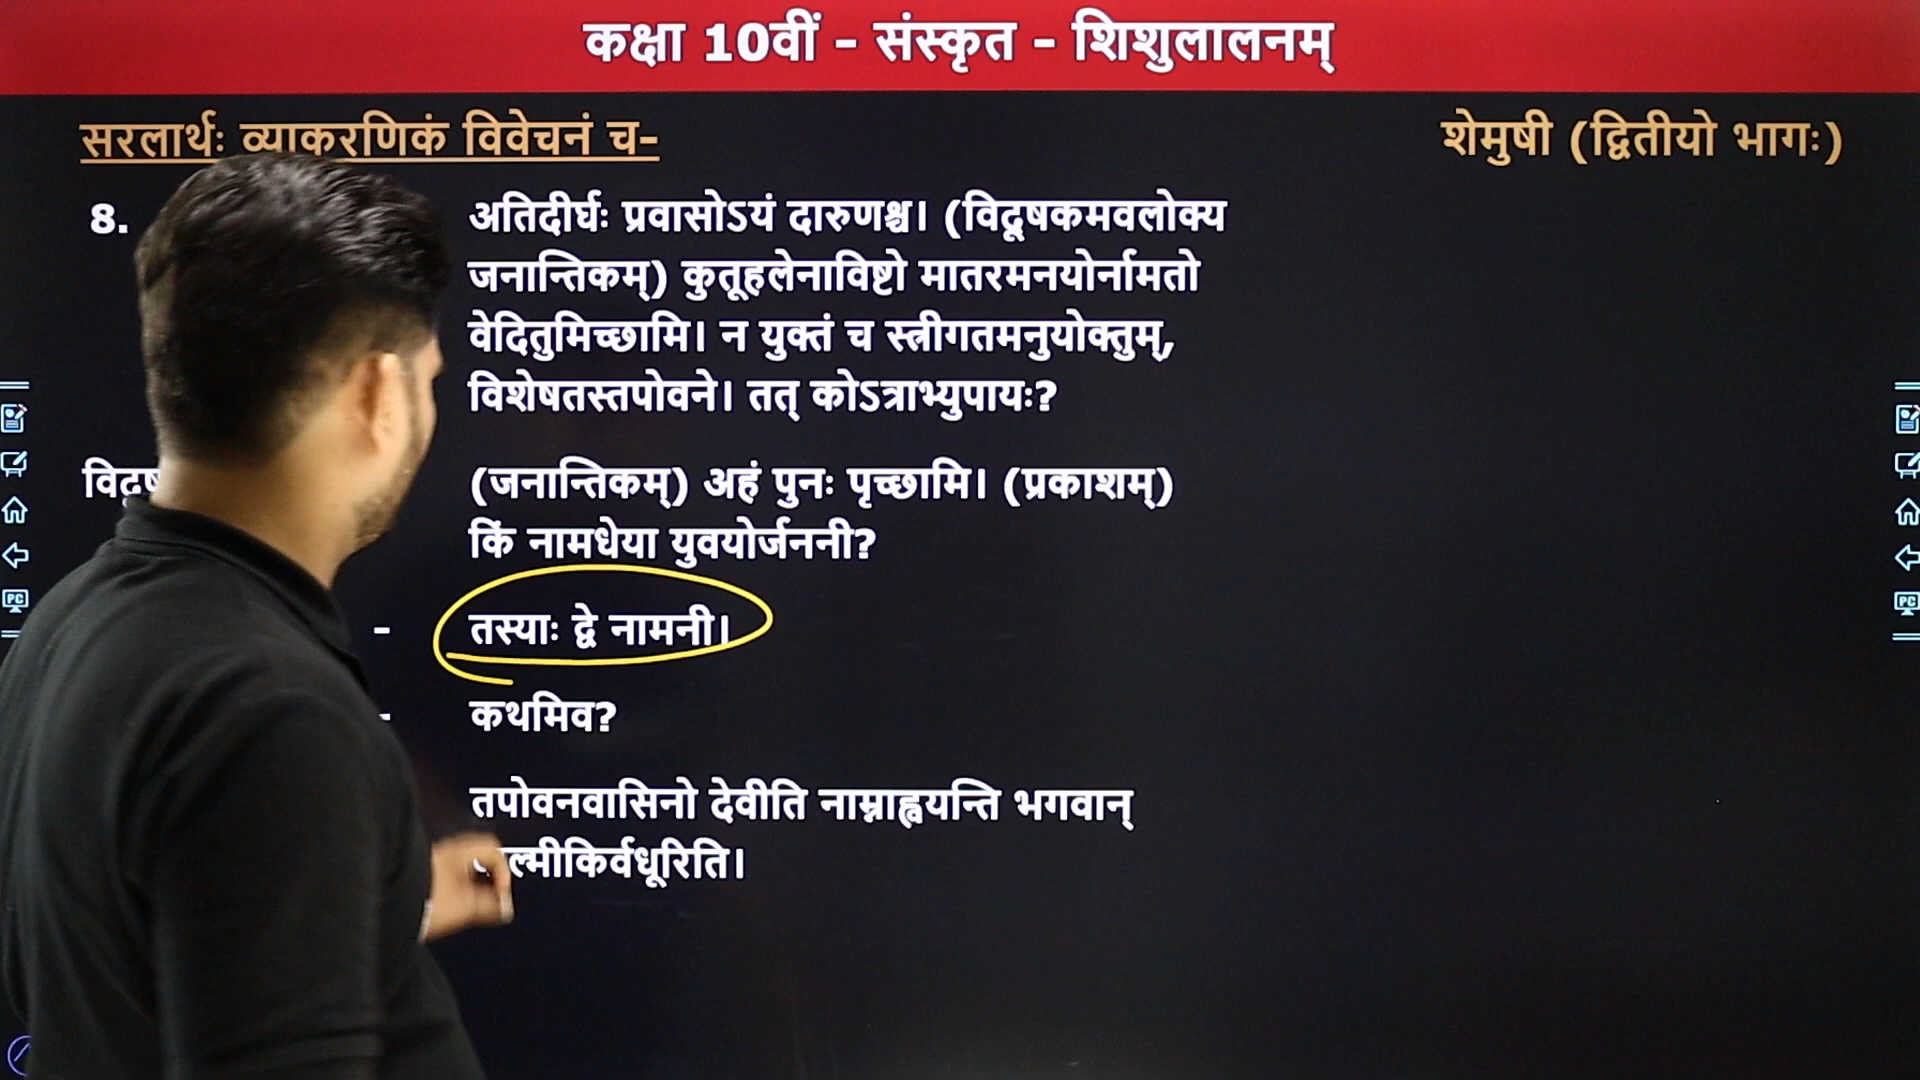 कक्षा 10वीं - संस्कृत - शिशुलालनम्
सरलार्थः व्याकरणिकं विवेचनं च-
शेमुषी (द्वितीयो भागः)
8.
अतिदीर्घः प्रवासोऽयं दारुणश्च। (विदूषकमवलोक्य
जनान्तिकम्) कुतूहलेनाविष्टो मातरमनयोर्नामतो
वेदितुमिच्छामि। न युक्तं च स्त्रीगतमनुयोक्तुम्,
विशेषतस्तपोवने। तत् कोऽत्राभ्युपायः?
(जनान्तिकम्) अहं पुनः पृच्छामि। (प्रकाशम्)
किं नामधेया युवयोर्जननी?
- तस्याः द्वे नामनी।
- कथमिव?
तपोवनवासिनो देवीति नाम्नाह्वयन्ति भगवान्
PC
PC